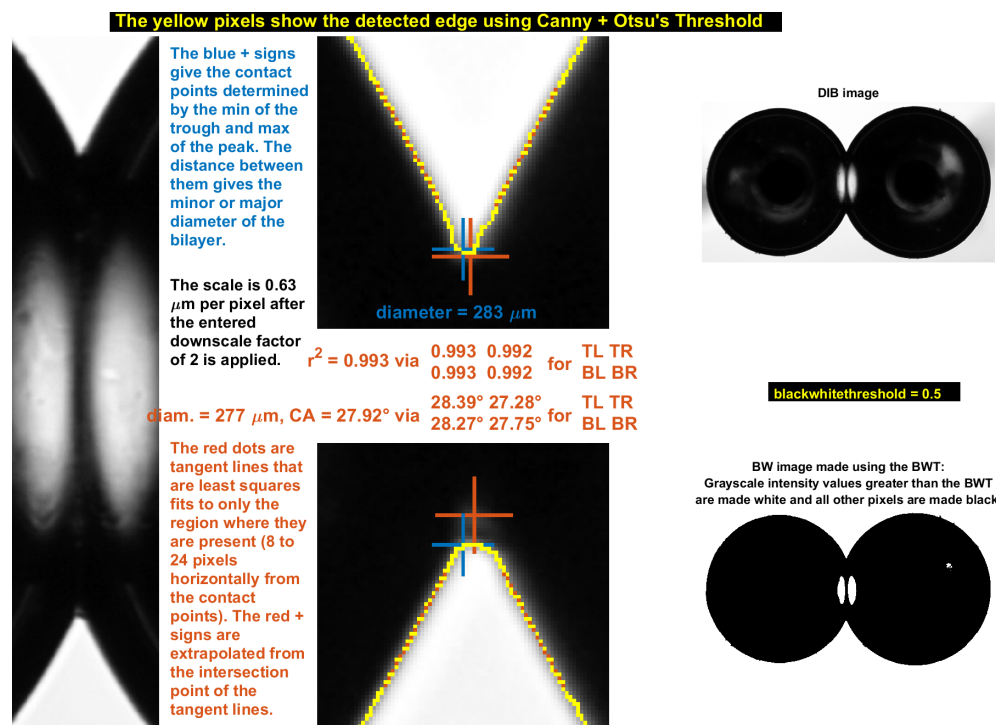 The yellow pixels show the detected edge using Canny + Otsu's Threshold
The blue + signs
give the contact
points determined
by the min of the
trough and max
of the peak. The
distance between
them gives the
minor or major
diameter of the
bilayer.
The scale is 0.63
μm per pixel after
the entered
downscale factor
of 2 is applied.
diameter = 283 μm
r² = 0.993 via 0.993 0.992 for TL TR
0.993 0.992 BL BR
diam. = 277 μm, CA = 27.92° via 28.39° 27.28° for TL TR
28.27° 27.75° BL BR
The red dots are
tangent lines that
are least squares
fits to only the
region where they
are present (8 to
24 pixels
horizontally from
the contact
points). The red +
signs are
extrapolated from
the intersection
point of the
tangent lines.
DIB image
blackwhitethreshold = 0.5
BW image made using the BWT:
Grayscale intensity values greater than the BWT
are made white and all other pixels are made black